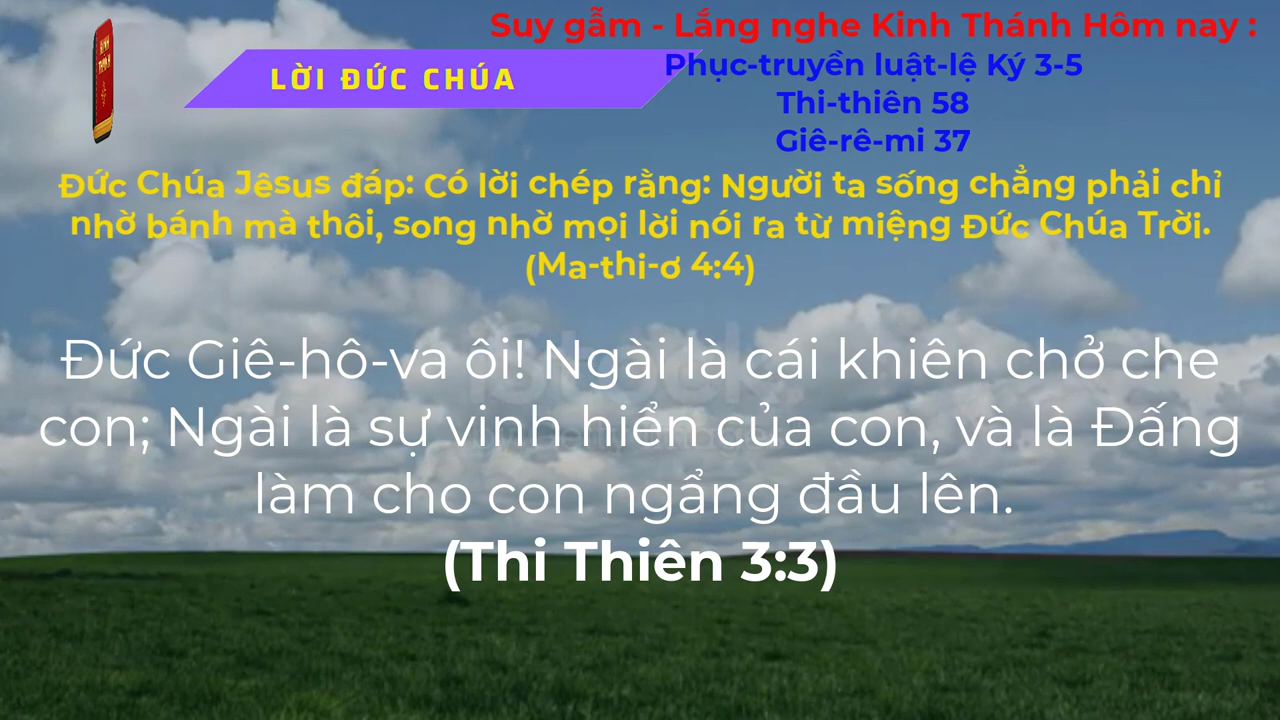 Suy gẫm - Lắng nghe Kinh Thánh Hôm nay :
LỜI ĐỨC CHÚA
Phục-truyền luật-lệ Ký 3-5
Thi-thiên 58
Giê-rê-mi 37
Đức Chúa Jêsus đáp: Có lời chép rằng: Người ta sống chẳng phải chỉ
nhờ bánh mà thôi, song nhờ mọi lời nói ra từ miệng Đức Chúa Trời.
(Ma-thi-ơ 4:4)
Đức Giê-hô-va ôi! Ngài là cái khiên chở che
con; Ngài là sự vinh hiển của con, và là Đấng
làm cho con ngẩng đầu lên.
(Thi Thiên 3:3)